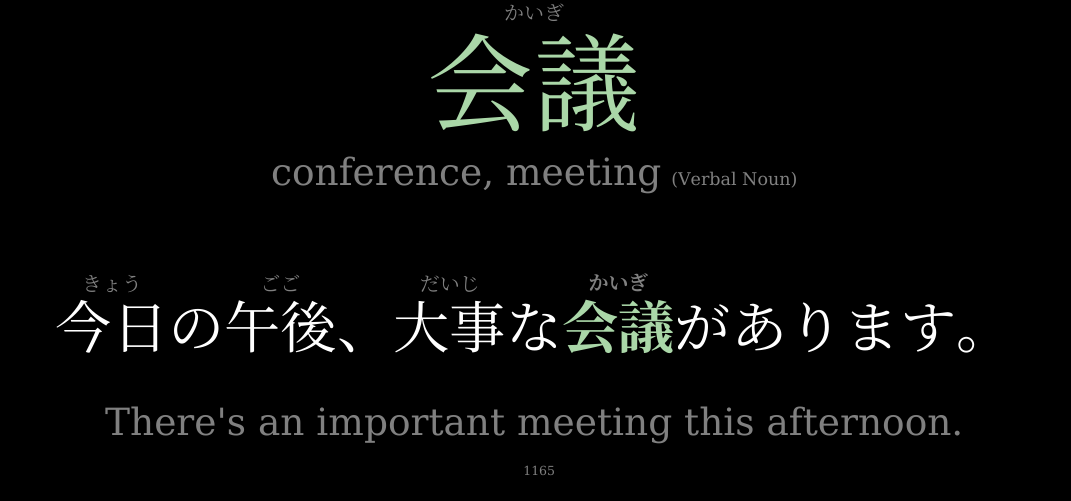 かいぎ
会議
conference, meeting (Verbal Noun)
きょう ごご だいじ かいぎ
今日の午後、大事な会議があります。
There's an important meeting this afternoon.
1165